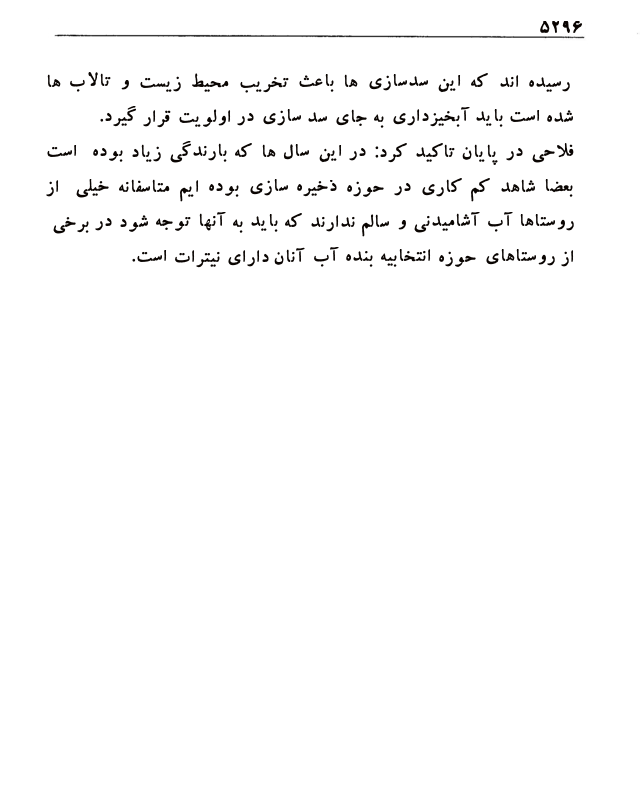 ۵۲۹۶
رسیده اند که این سدسازی ها باعث تخریب محیط زیست و تالاب ها
شده است باید آبخیزداری به جای سد سازی در اولویت قرار گیرد.
فلاحی در پایان تاکید کرد: در این سال ها که بارندگی زیاد بوده است
بعضا شاهد کم کاری در حوزه ذخیره سازی بوده ایم متاسفانه خیلی از
روستاها آب آشامیدنی و سالم ندارند که باید به آنها توجه شود در برخی
از روستاهای حوزه انتخابیه بنده آب آنان دارای نیترات است.